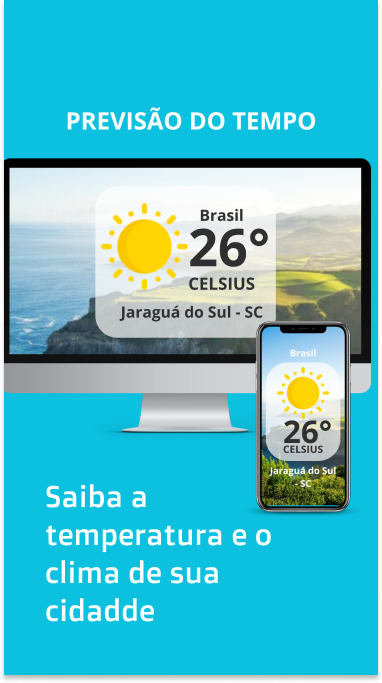 PREVISÃO DO TEMPO
Brasil
26°
CELSIUS
Jaraguá do Sul - SC
Brasil
26°
CELSIUS
Jaraguá do Sul
- SC
Saiba a
temperatura e o
clima de sua
cidadde